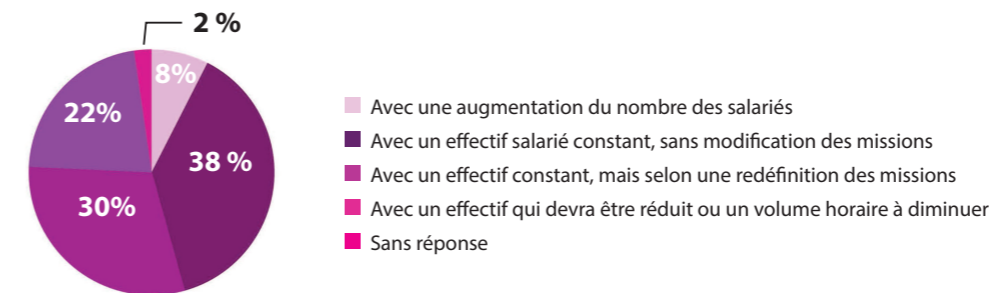 2 %
8%
22%
38 %
30%
Avec une augmentation du nombre des salariés
Avec un effectif salarié constant, sans modification des missions
Avec un effectif constant, mais selon une redéfinition des missions
Avec un effectif qui devra être réduit ou un volume horaire à diminuer
Sans réponse